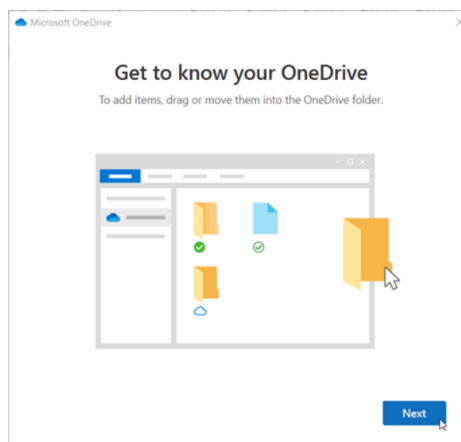 Microsoft OneDrive
Get to know your OneDrive
To add items, drag or move them into the OneDrive folder.
Next